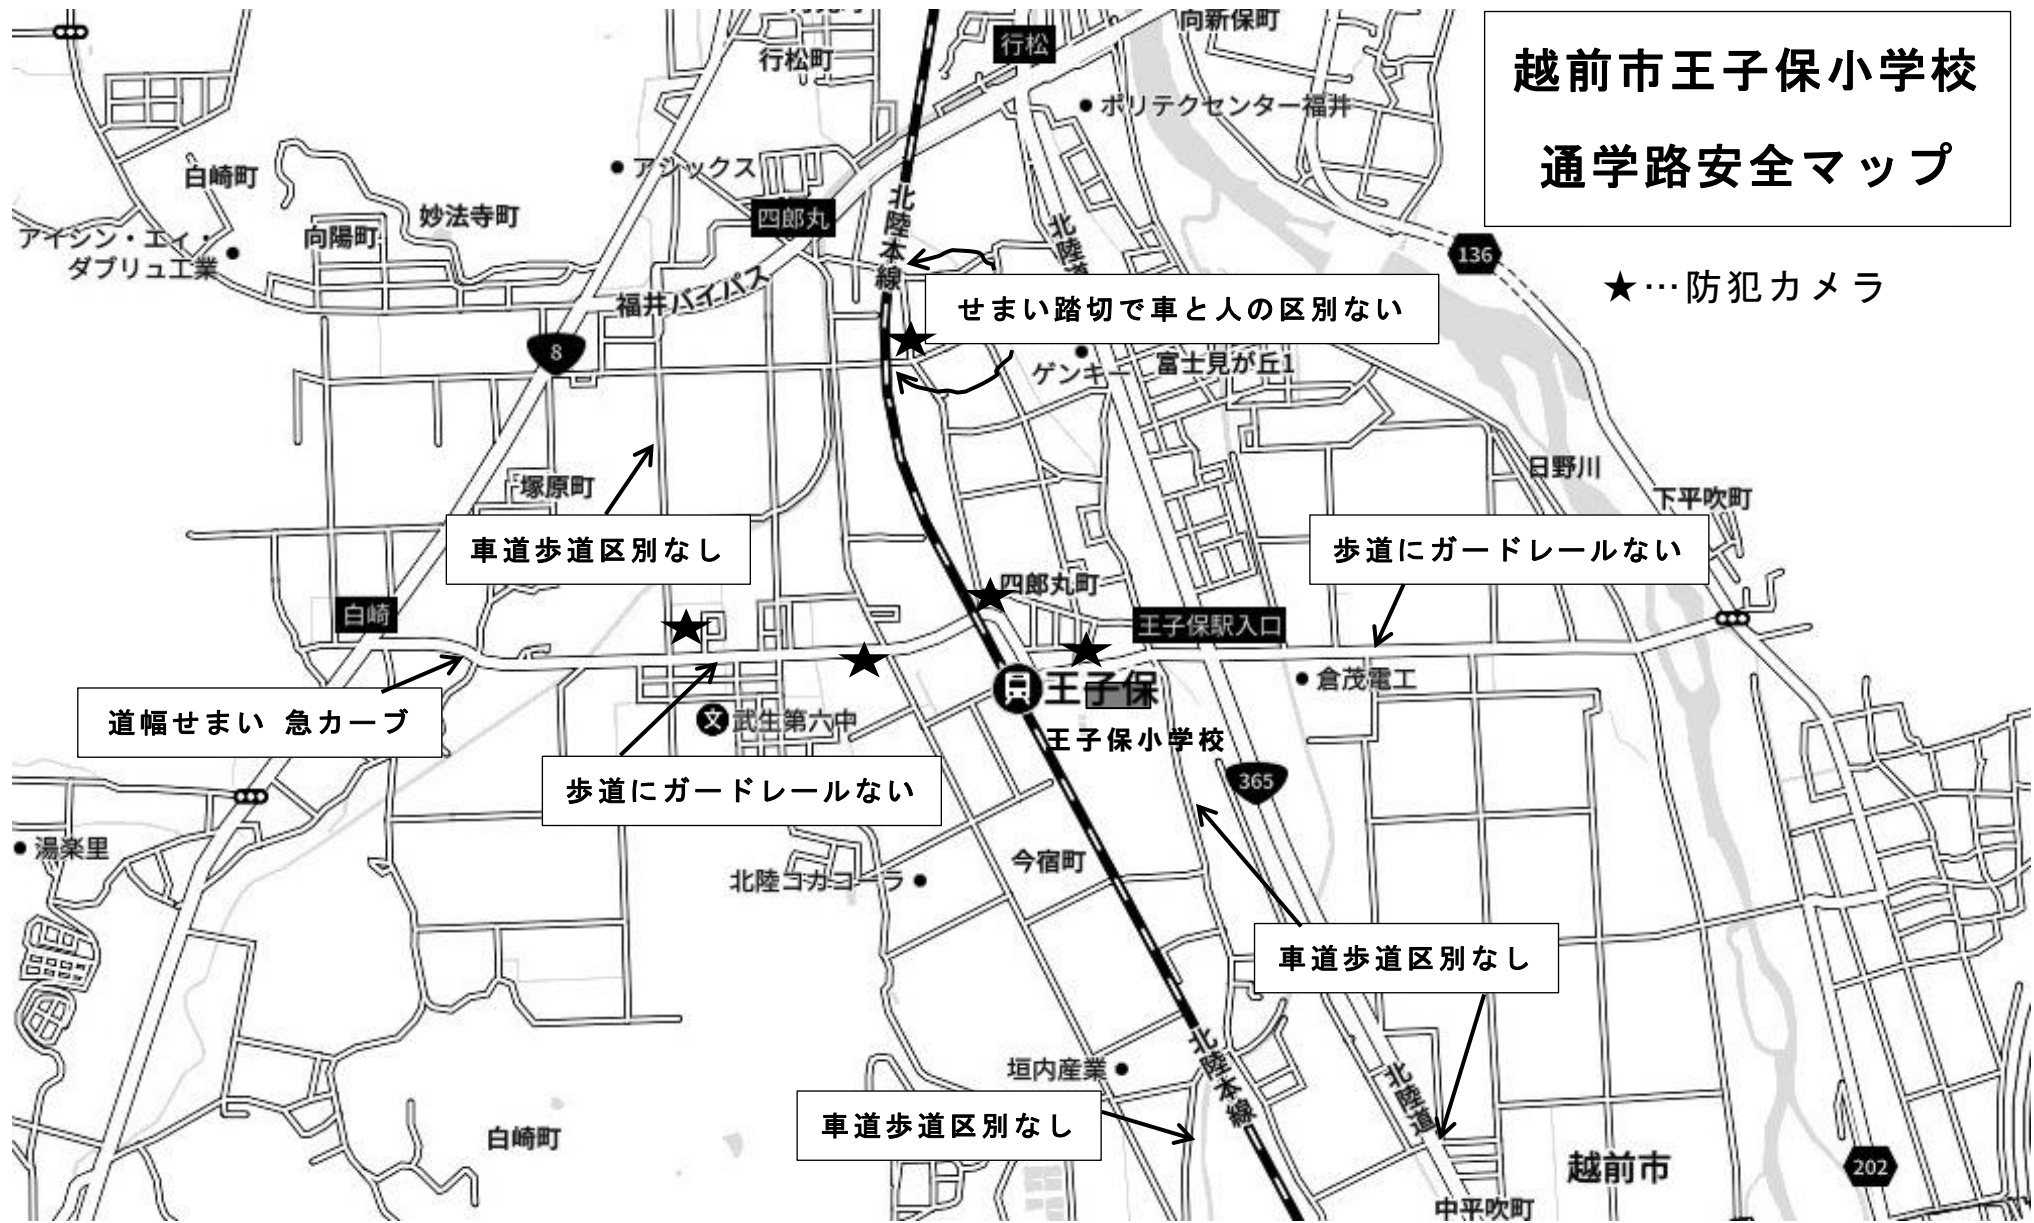 越前市王子保小学校
通学路安全マップ
★…防犯カメラ
向新保町
行松
行松町
ポリテクセンター福井
アシックス
白崎町
妙法寺町
四郎丸
北陸本線
北陸道
136
向陽町
アイシン・エィ・
ダブリュ工業
福井バイパス
せまい踏切で車と人の区別ない
8
ゲンキー
富士見が丘1
日野川
塚原町
下平吹町
車道歩道区別なし
歩道にガードレールない
四郎丸町
白崎
王子保駅入口
倉茂電工
王子保
道幅せまい 急カーブ
武生第六中
王子保小学校
365
歩道にガードレールない
湯楽里
今宿町
北陸コカコーラ
車道歩道区別なし
垣内産業
北陸本線
北陸道
車道歩道区別なし
白崎町
越前市
202
中平吹町